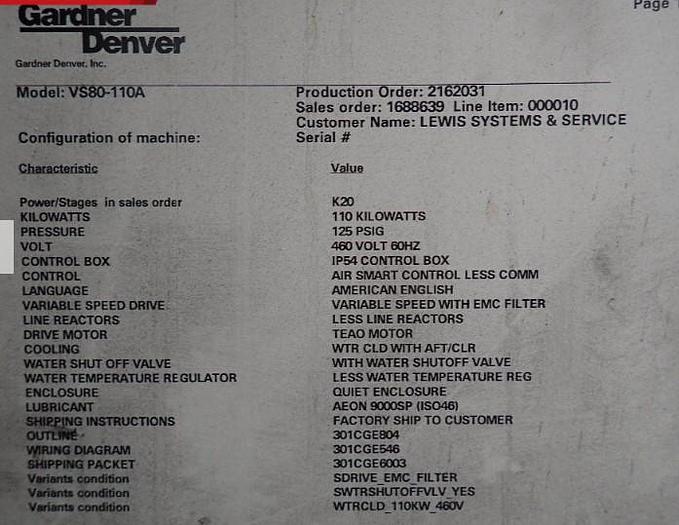 Page
Gardner
Denver
Gardner Denver, Inc.
Model: VS80-110A Production Order: 2162031
Sales order: 1688639 Line Item: 000010
Customer Name: LEWIS SYSTEMS & SERVICE
Configuration of machine: Serial #
Characteristic Value
Power/Stages in sales order K20
KILOWATTS 110 KILOWATTS
PRESSURE 125 PSIG
VOLT 460 VOLT 60HZ
CONTROL BOX IP54 CONTROL BOX
CONTROL AIR SMART CONTROL LESS COMM
LANGUAGE AMERICAN ENGLISH
VARIABLE SPEED DRIVE VARIABLE SPEED WITH EMC FILTER
LINE REACTORS LESS LINE REACTORS
DRIVE MOTOR TEAO MOTOR
COOLING WTR CLD WITH AFT/CLR
WATER SHUT OFF VALVE WITH WATER SHUTOFF VALVE
WATER TEMPERATURE REGULATOR LESS WATER TEMPERATURE REG
ENCLOSURE QUIET ENCLOSURE
LUBRICANT AEON 9000SP (ISO46)
SHIPPING INSTRUCTIONS FACTORY SHIP TO CUSTOMER
OUTLINE 301CGE804
WIRING DIAGRAM 301CGE546
SHIPPING PACKET 301CGE6003
Variants condition SDRIVE_EMC_FILTER
Variants condition SWTRSHUTOFFVLV_YES
Variants condition WTRCLD_110KW_460V